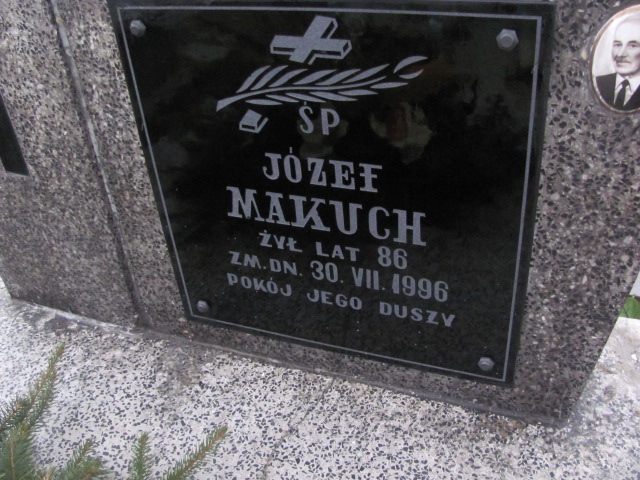 ŚP
JÓZEF
MAKUCH
ŻYŁ LAT 86
ZM. DN. 30. VII. 1996
POKÓJ JEGO DUSZY